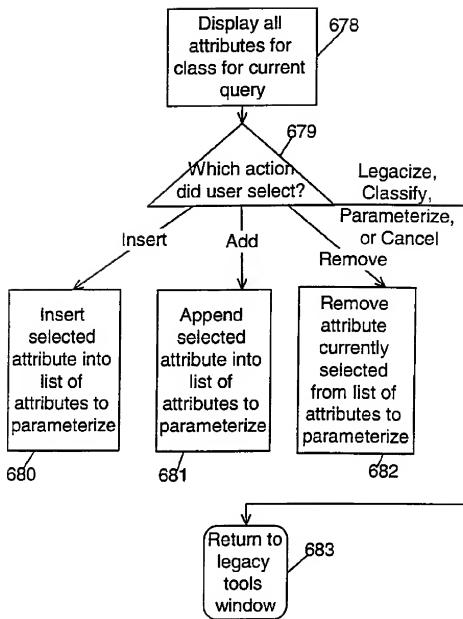 Display all
attributes for
class for current
query
678
679
Which action
did user select?
Legacize,
Classify,
Parameterize,
or Cancel
Insert
Add
Remove
Insert
selected
attribute into
list of
attributes to
parameterize
680
Append
selected
attribute into
list of
attributes to
parameterize
681
Remove
attribute
currently
selected
from list of
attributes to
parameterize
682
Return to
legacy
tools
window
683